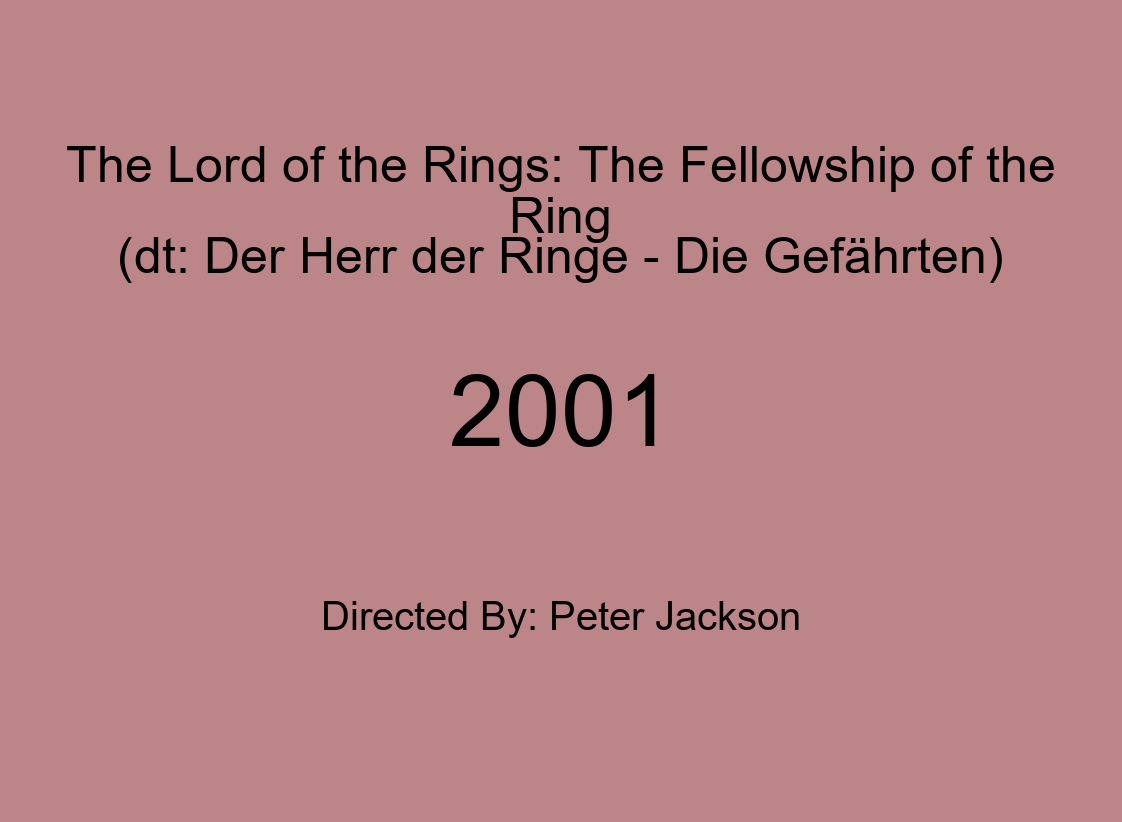 The Lord of the Rings: The Fellowship of the
Ring
(dt: Der Herr der Ringe - Die Gefährten)
2001
Directed By: Peter Jackson